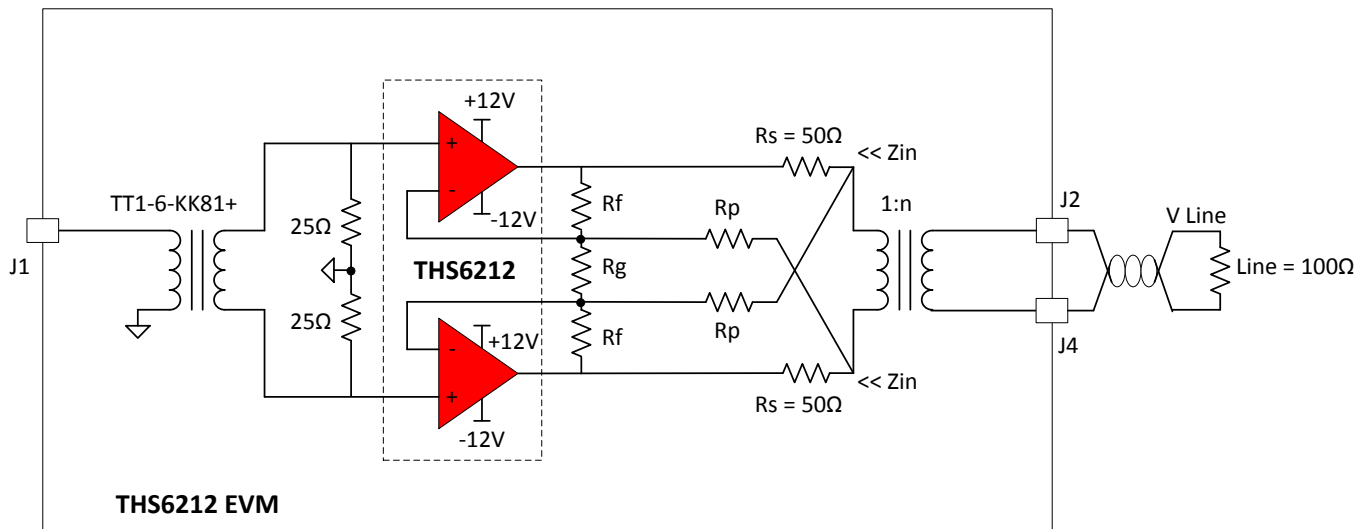 +12V
Rs = 50Ω
<< Zin
TT1-6-KK81+
1:n
J2
V Line
Rf
-12V
Rp
25Ω
J1
THS6212
Rg
Line = 100Ω
25Ω
Rp
+12V
Rf
J4
<< Zin
Rs = 50Ω
-12V
THS6212 EVM
+
-
-
+